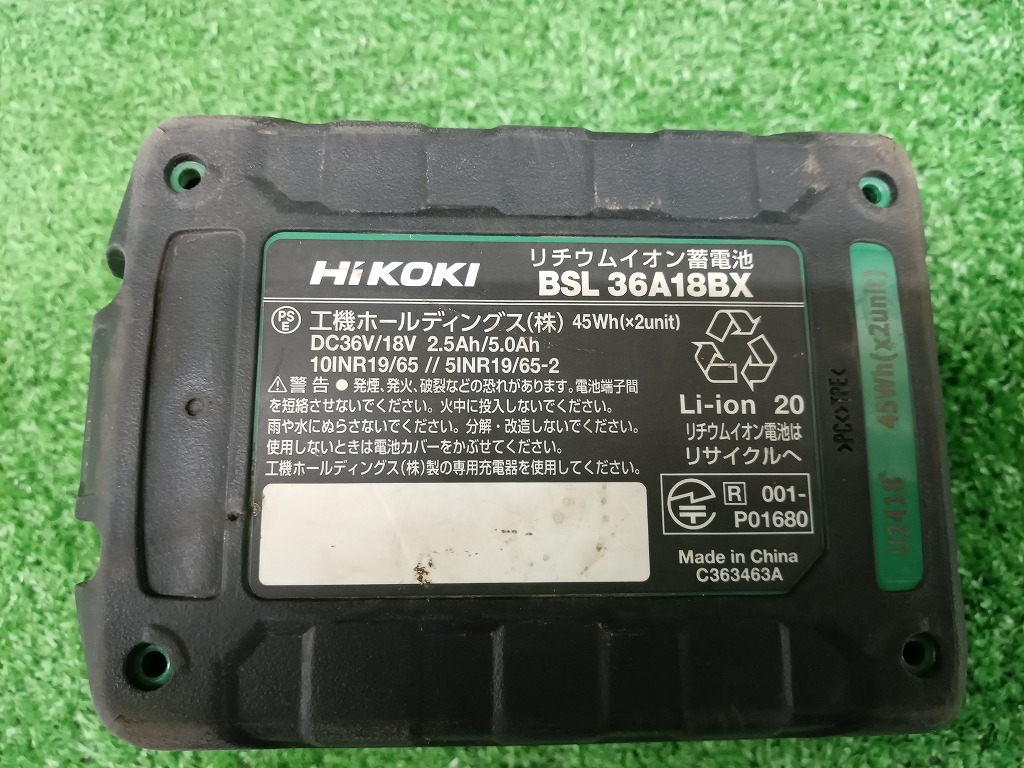 HiKOKI
リチウムイオン蓄電池
BSL 36A18BX
PS
E
工機ホールディングス(株) 45Wh(×2unit)
DC36V/18V 2.5Ah/5.0Ah
10INR19/65 // 5INR19/65-2
⚠警告 ● 発煙、発火、破裂などの恐れがあります。電池端子間
を短絡させないでください。火中に投入しないでください。
雨や水にぬらさないでください。分解・改造しないでください。
使用しないときは電池カバーをかぶせてください。
工機ホールディングス(株)製の専用充電器を使用してください。
Li-ion 20
リチウムイオン電池は
リサイクルへ
R 001-
P01680
Made in China
C363463A
>PC<>TPE<
45Wh(x2unit)